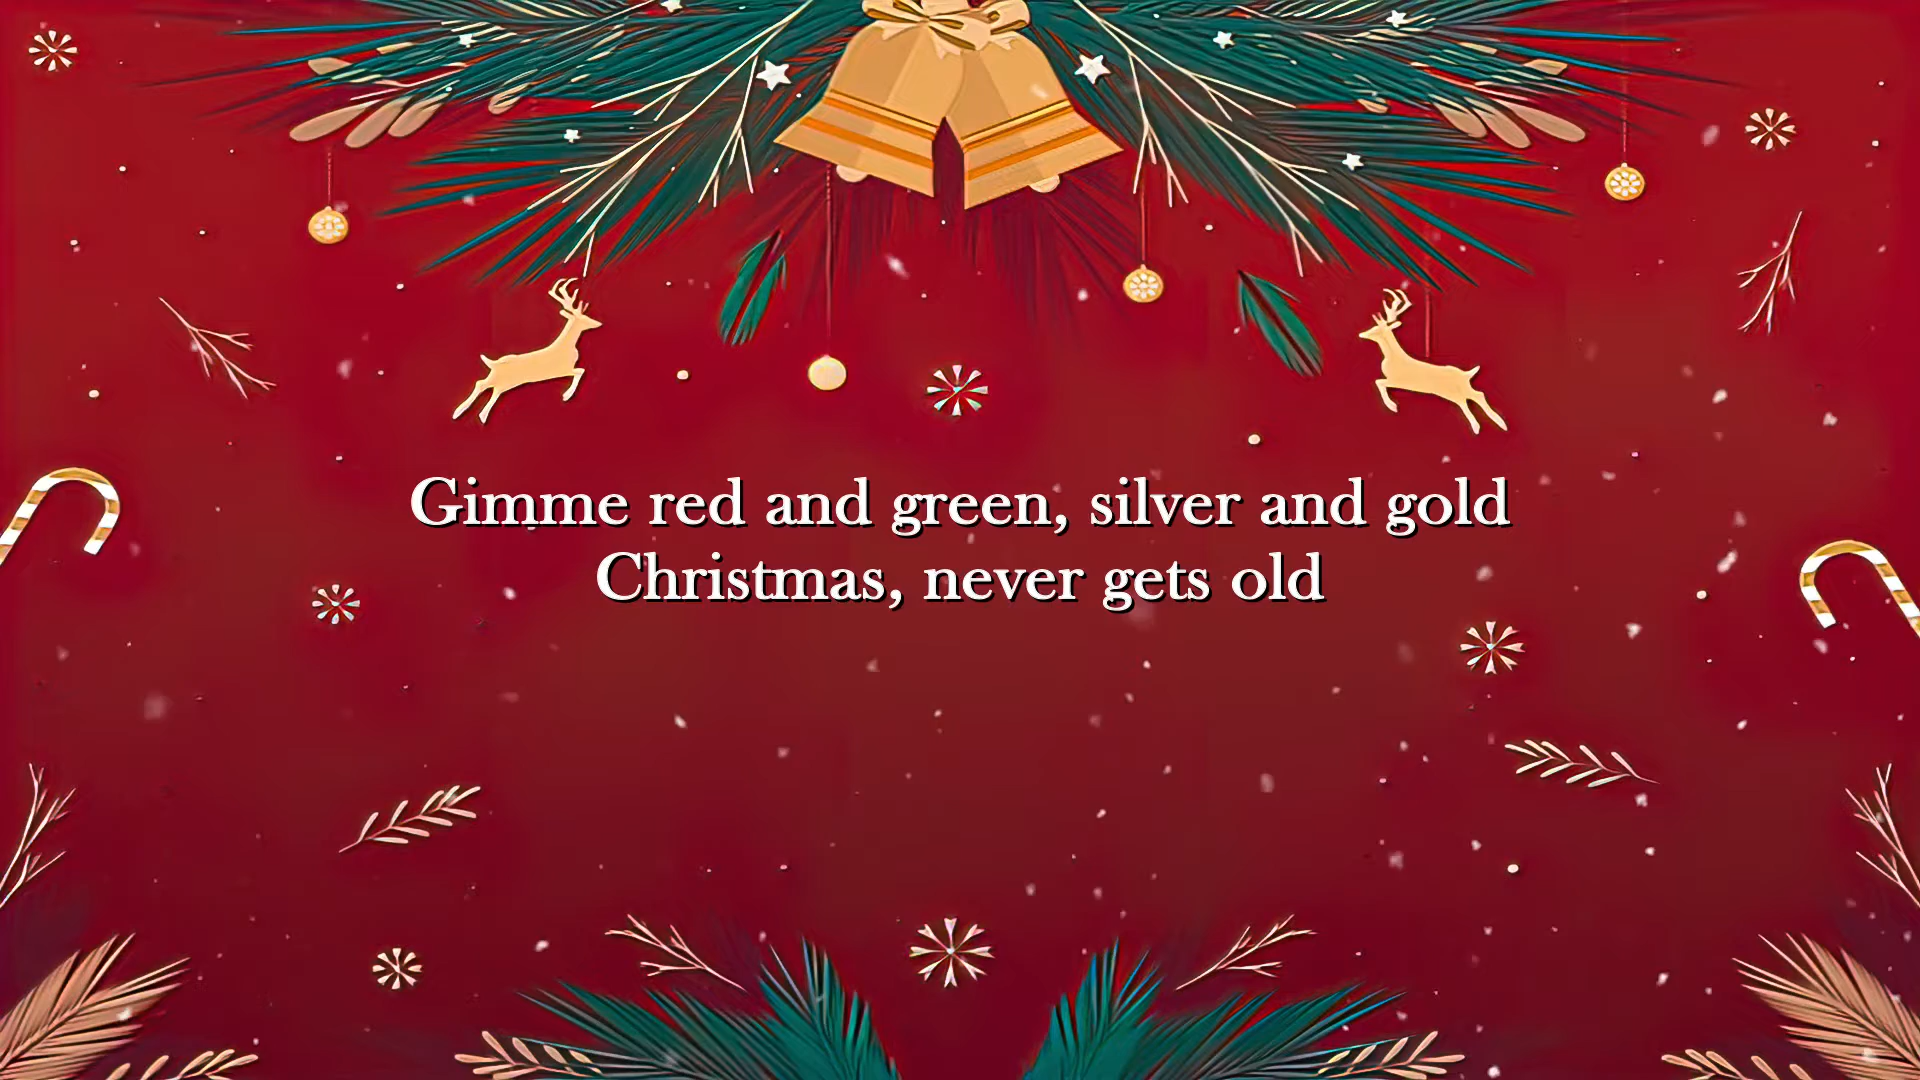 Gimme red and green, silver and gold
Christmas, never gets old